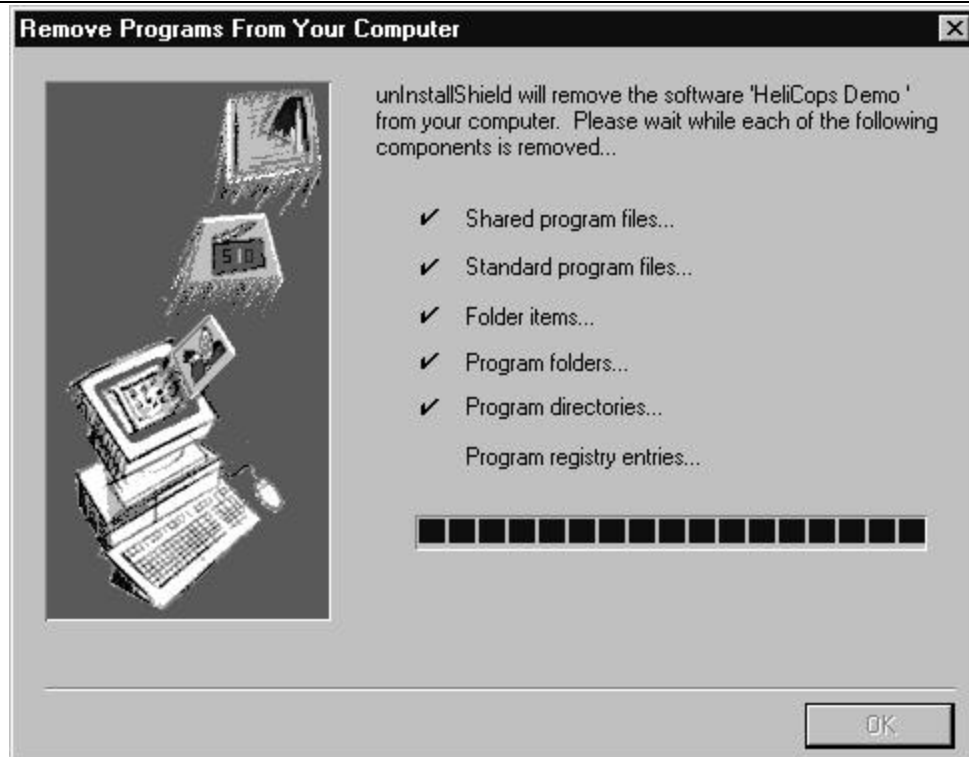 Remove Programs From Your Computer
unInstallShield will remove the software 'HeliCops Demo '
from your computer. Please wait while each of the following
components is removed...
✔ Shared program files...
✔ Standard program files...
✔ Folder items...
✔ Program folders...
✔ Program directories...
Program registry entries...
OK